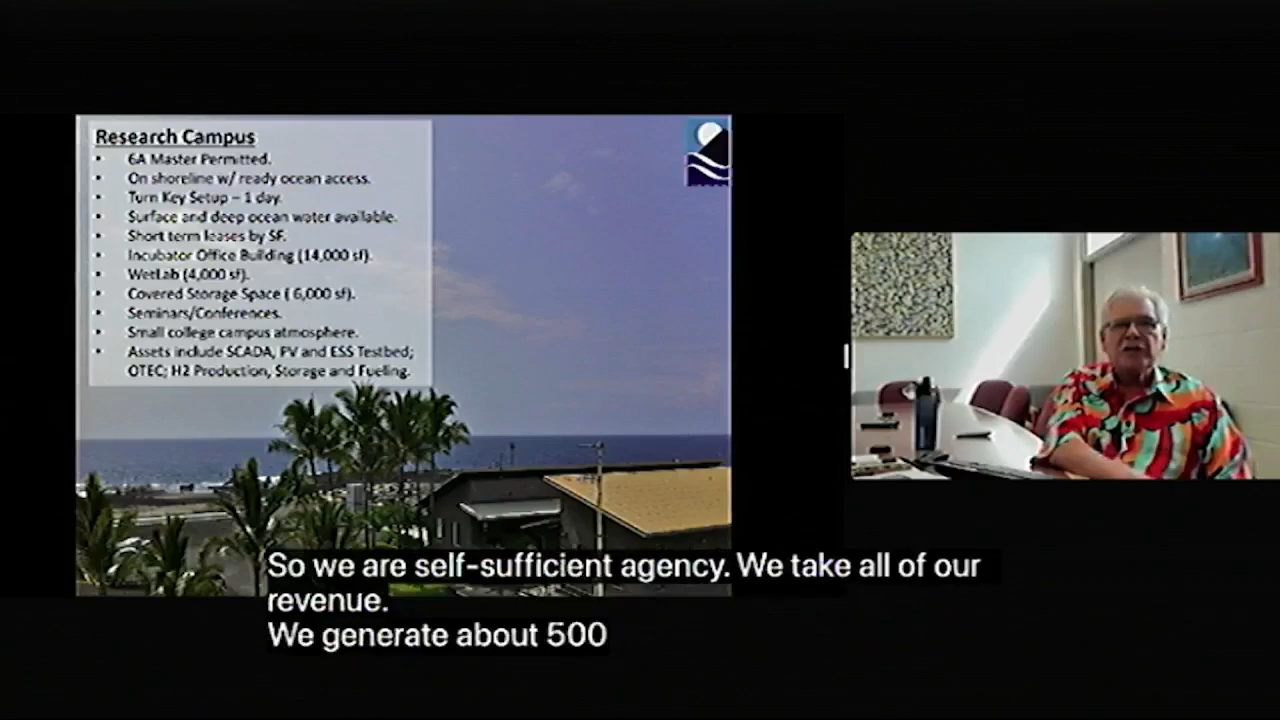 Research Campus
• 6A Master Permitted.
• On shoreline w/ ready ocean access.
• Turn Key Setup – 1 day.
• Surface and deep ocean water available.
• Short term leases by SF.
• Incubator Office Building (14,000 sf).
• WetLab (4,000 sf).
• Covered Storage Space ( 6,000 sf).
• Seminars/Conferences.
• Small college campus atmosphere.
• Assets include SCADA, PV and ESS Testbed;
OTEC; H2 Production, Storage and Fueling.
So we are self-sufficient agency. We take all of our
revenue.
We generate about 500